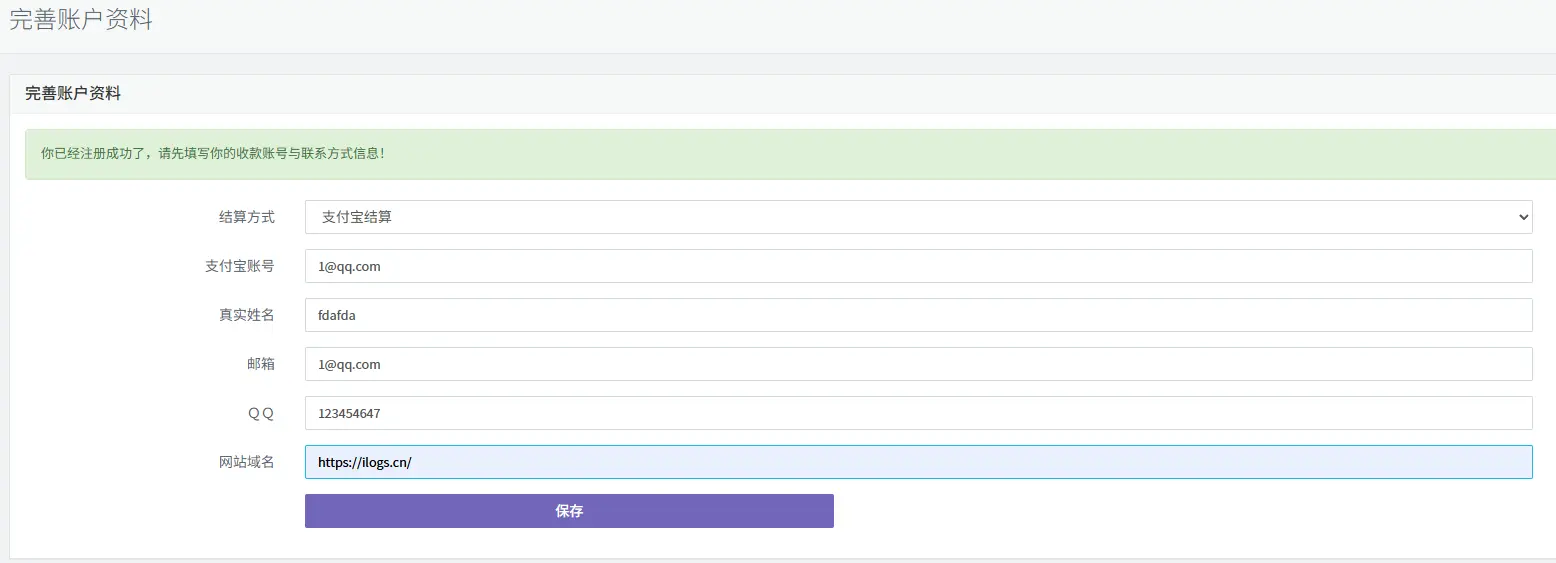 完善账户资料
完善账户资料
你已经注册成功了，请先填写你的收款账号与联系方式信息！
结算方式 支付宝结算
支付宝账号 1@qq.com
真实姓名 fdafda
邮箱 1@qq.com
ＱＱ 123454647
网站域名 https://ilogs.cn/
保存